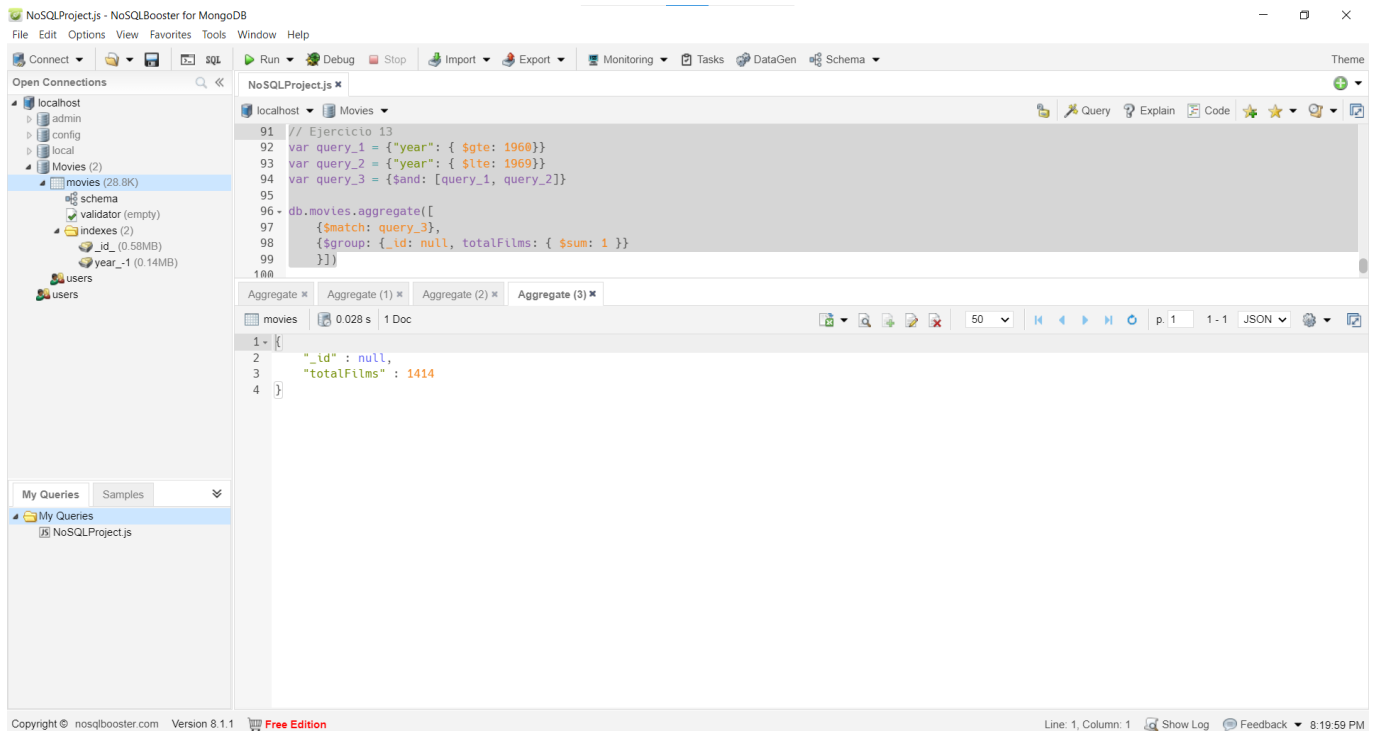 NoSQLProject.js - NoSQLBooster for MongoDB
File Edit Options View Favorites Tools Window Help
Connect SQL Run Debug Stop Import Export Monitoring Tasks DataGen Schema Theme
Open Connections
localhost
admin
config
local
Movies (2)
movies (28.8K)
schema
validator (empty)
indexes (2)
_id_ (0.58MB)
year_-1 (0.14MB)
users
users
My Queries Samples
My Queries
JS NoSQLProject.js
NoSQLProject.js
localhost Movies Query Explain Code
91 // Ejercicio 13
92 var query_1 = {"year": { $gte: 1960}}
93 var query_2 = {"year": { $lte: 1969}}
94 var query_3 = {$and: [query_1, query_2]}
95
96 db.movies.aggregate([
97 {$match: query_3},
98 {$group: {_id: null, totalFilms: { $sum: 1 }}
99 }])
100
Aggregate Aggregate (1) Aggregate (2) Aggregate (3)
movies 0.028 s 1 Doc 50 p. 1 1 - 1 JSON
1 {
2 "_id" : null,
3 "totalFilms" : 1414
4 }
Copyright © nosqlbooster.com Version 8.1.1 Free Edition Line: 1, Column: 1 Show Log Feedback 8:19:59 PM